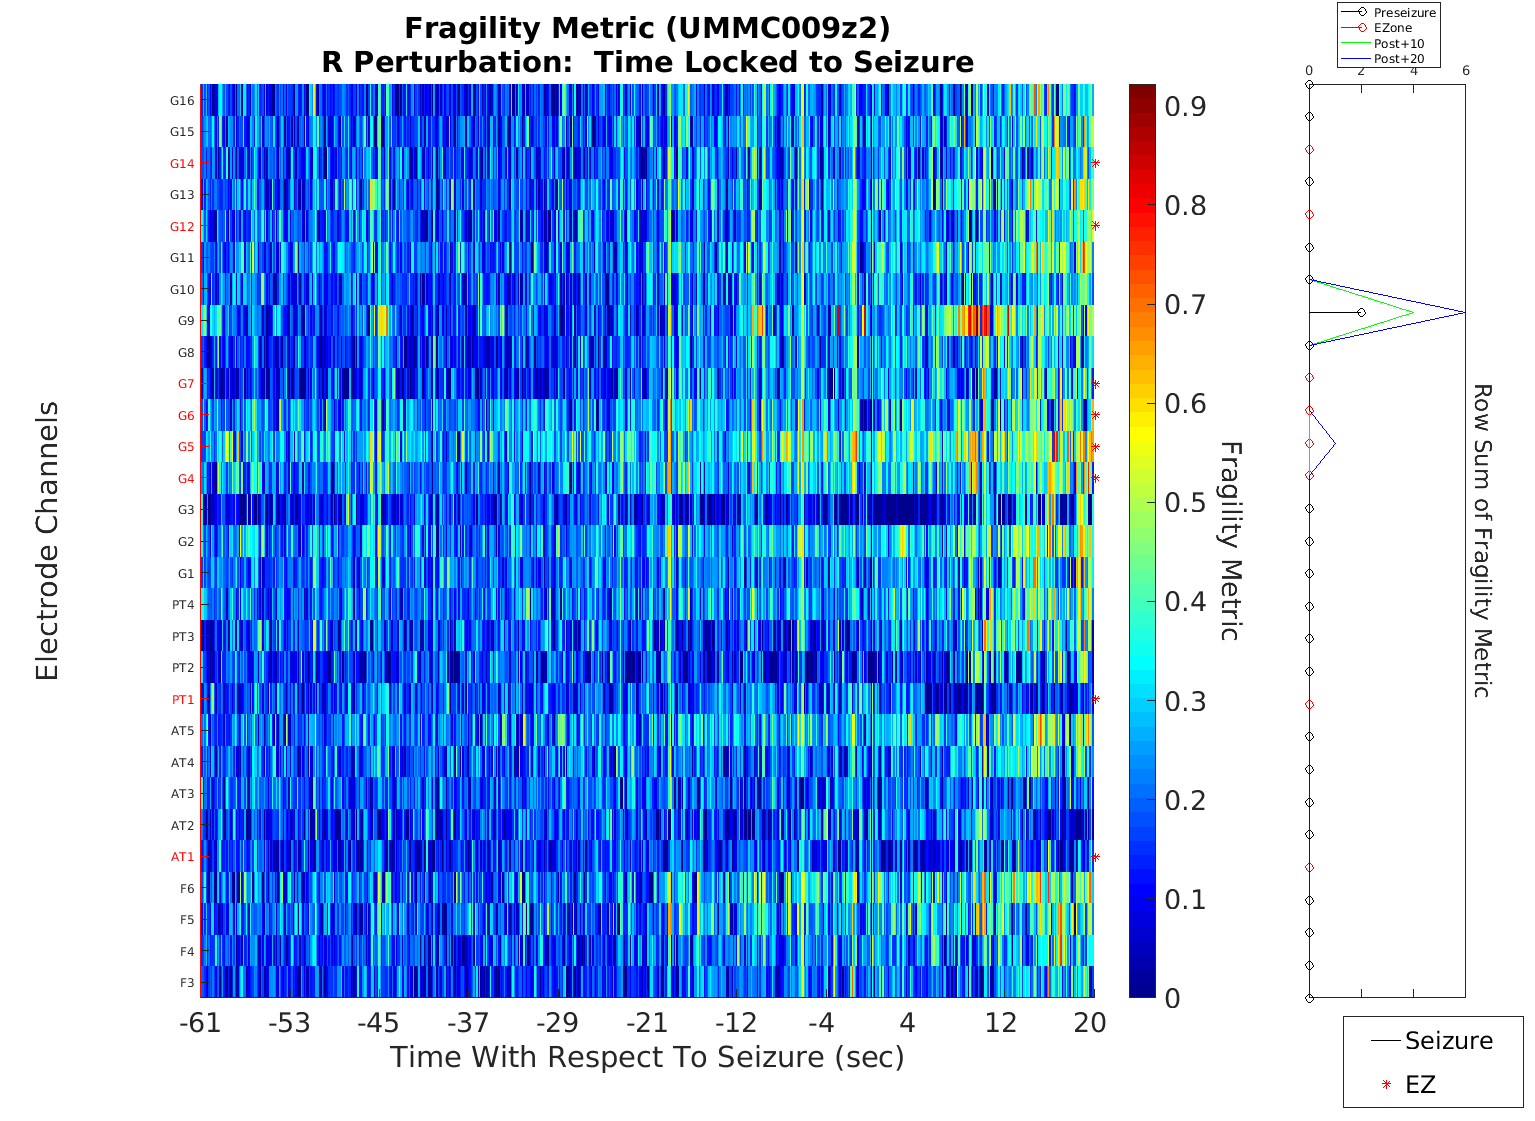 Fragility Metric (UMMC009z2)
R Perturbation:  Time Locked to Seizure
Electrode Channels
G16
G15
G14
G13
G12
G11
G10
G9
G8
G7
G6
G5
G4
G3
G2
G1
PT4
PT3
PT2
PT1
AT5
AT4
AT3
AT2
AT1
F6
F5
F4
F3
-61 -53 -45 -37 -29 -21 -12 -4 4 12 20
Time With Respect To Seizure (sec)
0.9
0.8
0.7
0.6
0.5
0.4
0.3
0.2
0.1
0
Fragility Metric
Preseizure
EZone
Post+10
Post+20
0 2 4 6
Row Sum of Fragility Metric
Seizure
EZ